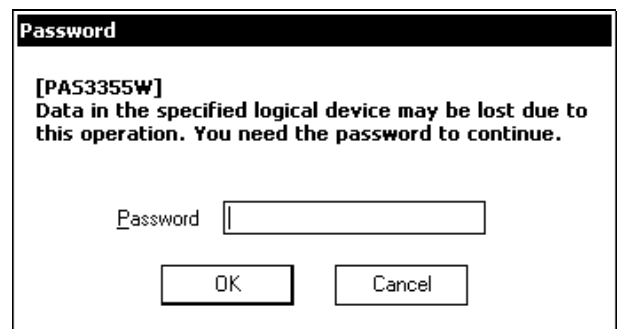 Password
[PAS3355W]
Data in the specified logical device may be lost due to
this operation. You need the password to continue.
Password
OK Cancel